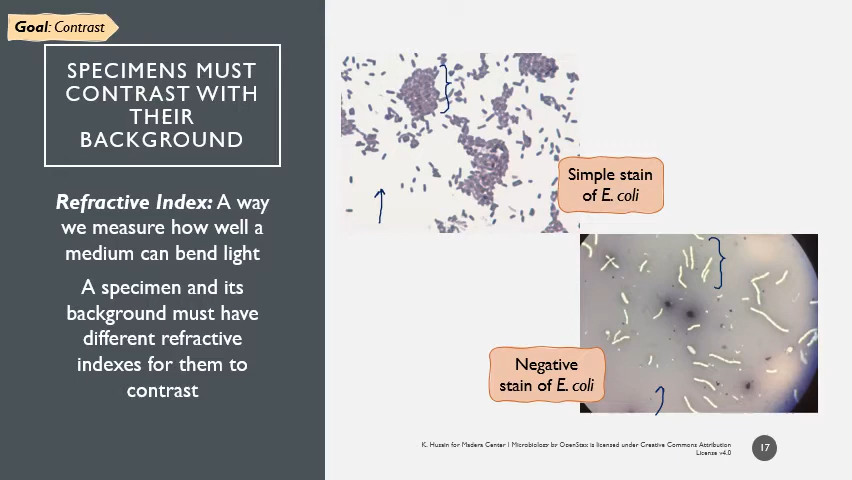 Goal: Contrast
SPECIMENS MUST
CONTRAST WITH
THEIR
BACKGROUND
Refractive Index: A way
we measure how well a
medium can bend light
A specimen and its
background must have
different refractive
indexes for them to
contrast
Simple stain
of E. coli
Negative
stain of E. coli
K. Husain for Madera Center | Microbiology by OpenStax is licensed under Creative Commons Attribution
License v4.0
17